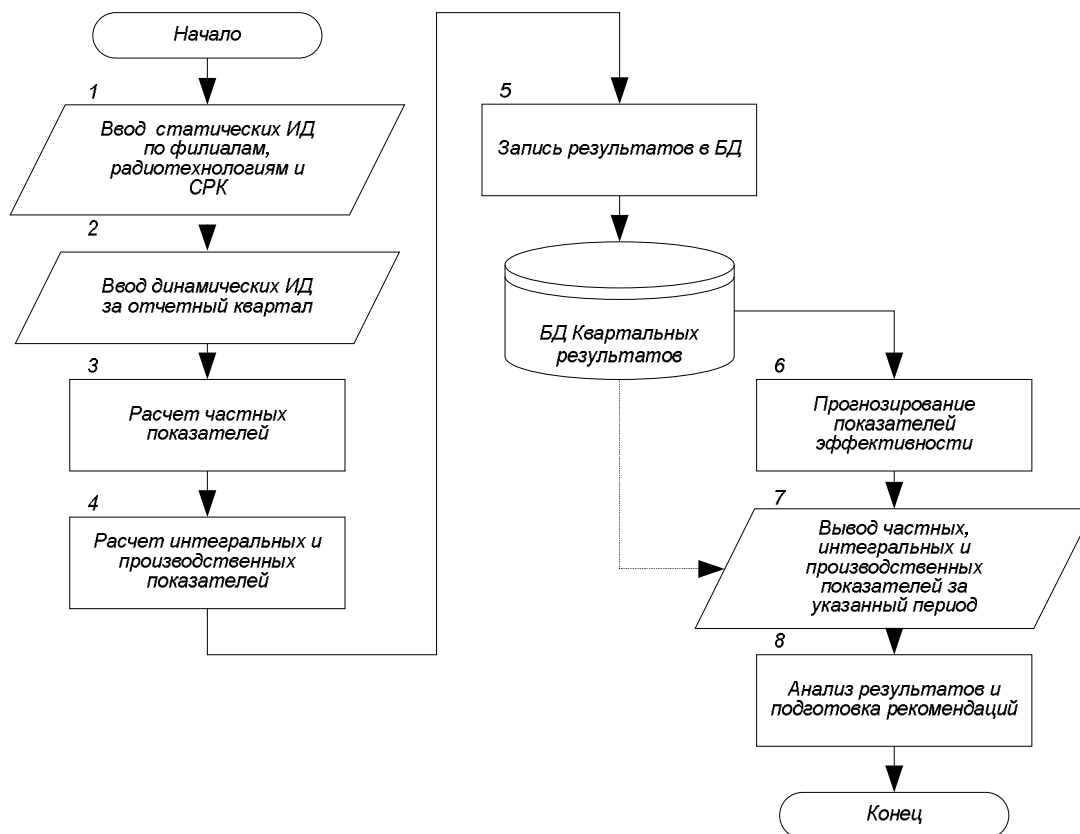 Начало
1
Ввод статических ИД
по филиалам,
радиотехнологиям и
СРК
2
Ввод динамических ИД
за отчетный квартал
3
Расчет частных
показателей
4
Расчет интегральных и
производственных
показателей
5
Запись результатов в БД
БД Квартальных
результатов
6
Прогнозирование
показателей
эффективности
7
Вывод частных,
интегральных и
производственных
показателей за
указанный период
8
Анализ результатов и
подготовка рекомендаций
Конец